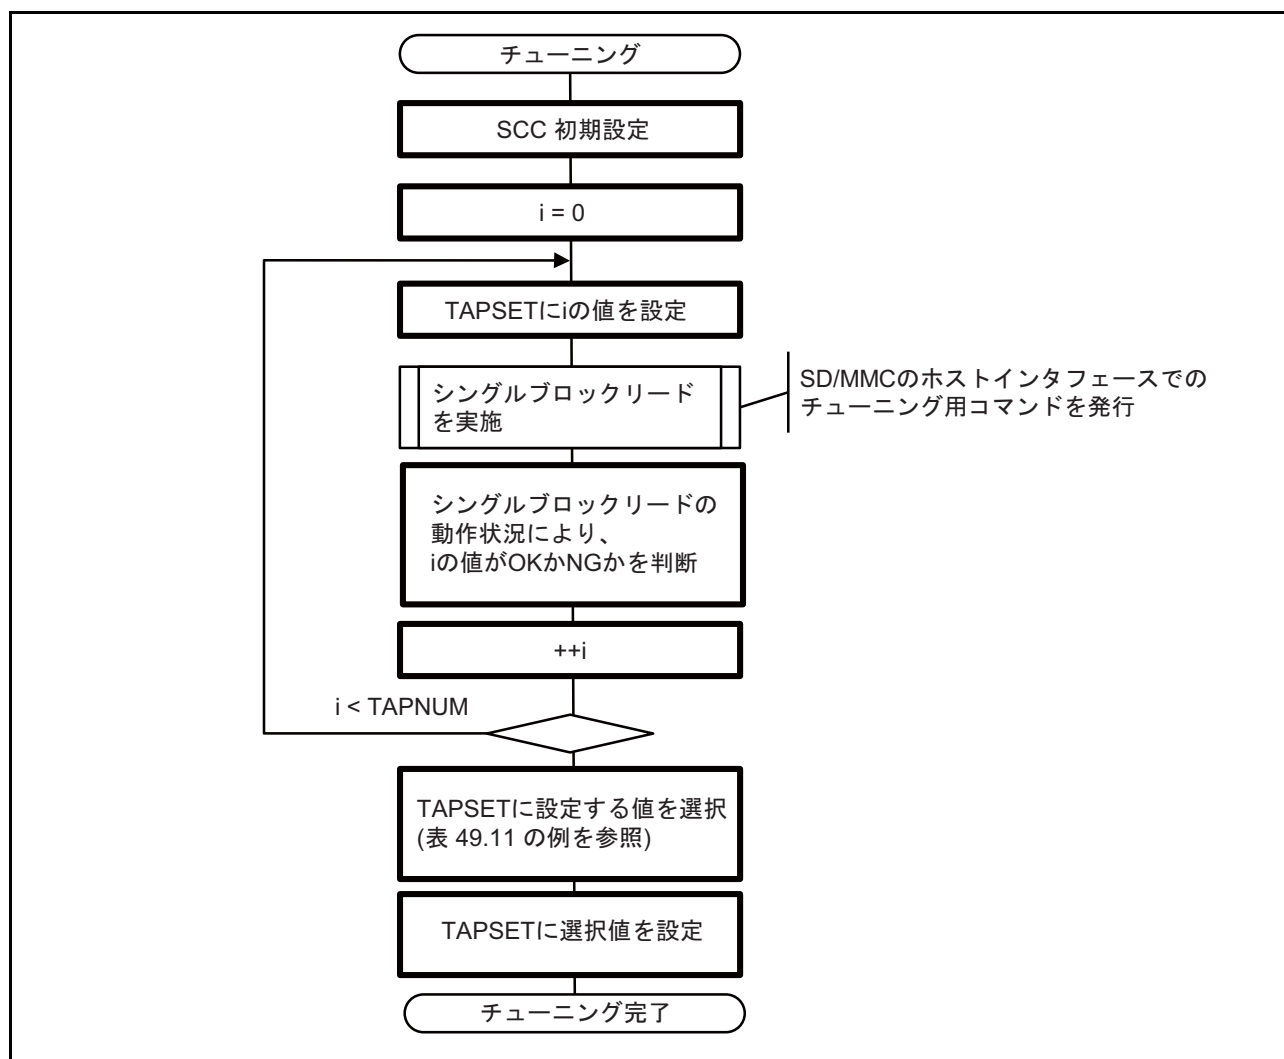 チューニング
SCC 初期設定
i = 0
TAPSETにiの値を設定
シングルブロックリード
を実施
SD/MMCのホストインタフェースでの
チューニング用コマンドを発行
シングルブロックリードの
動作状況により、
iの値がOKかNGかを判断
++i
i < TAPNUM
TAPSETに設定する値を選択
(表 49.11 の例を参照)
TAPSETに選択値を設定
チューニング完了